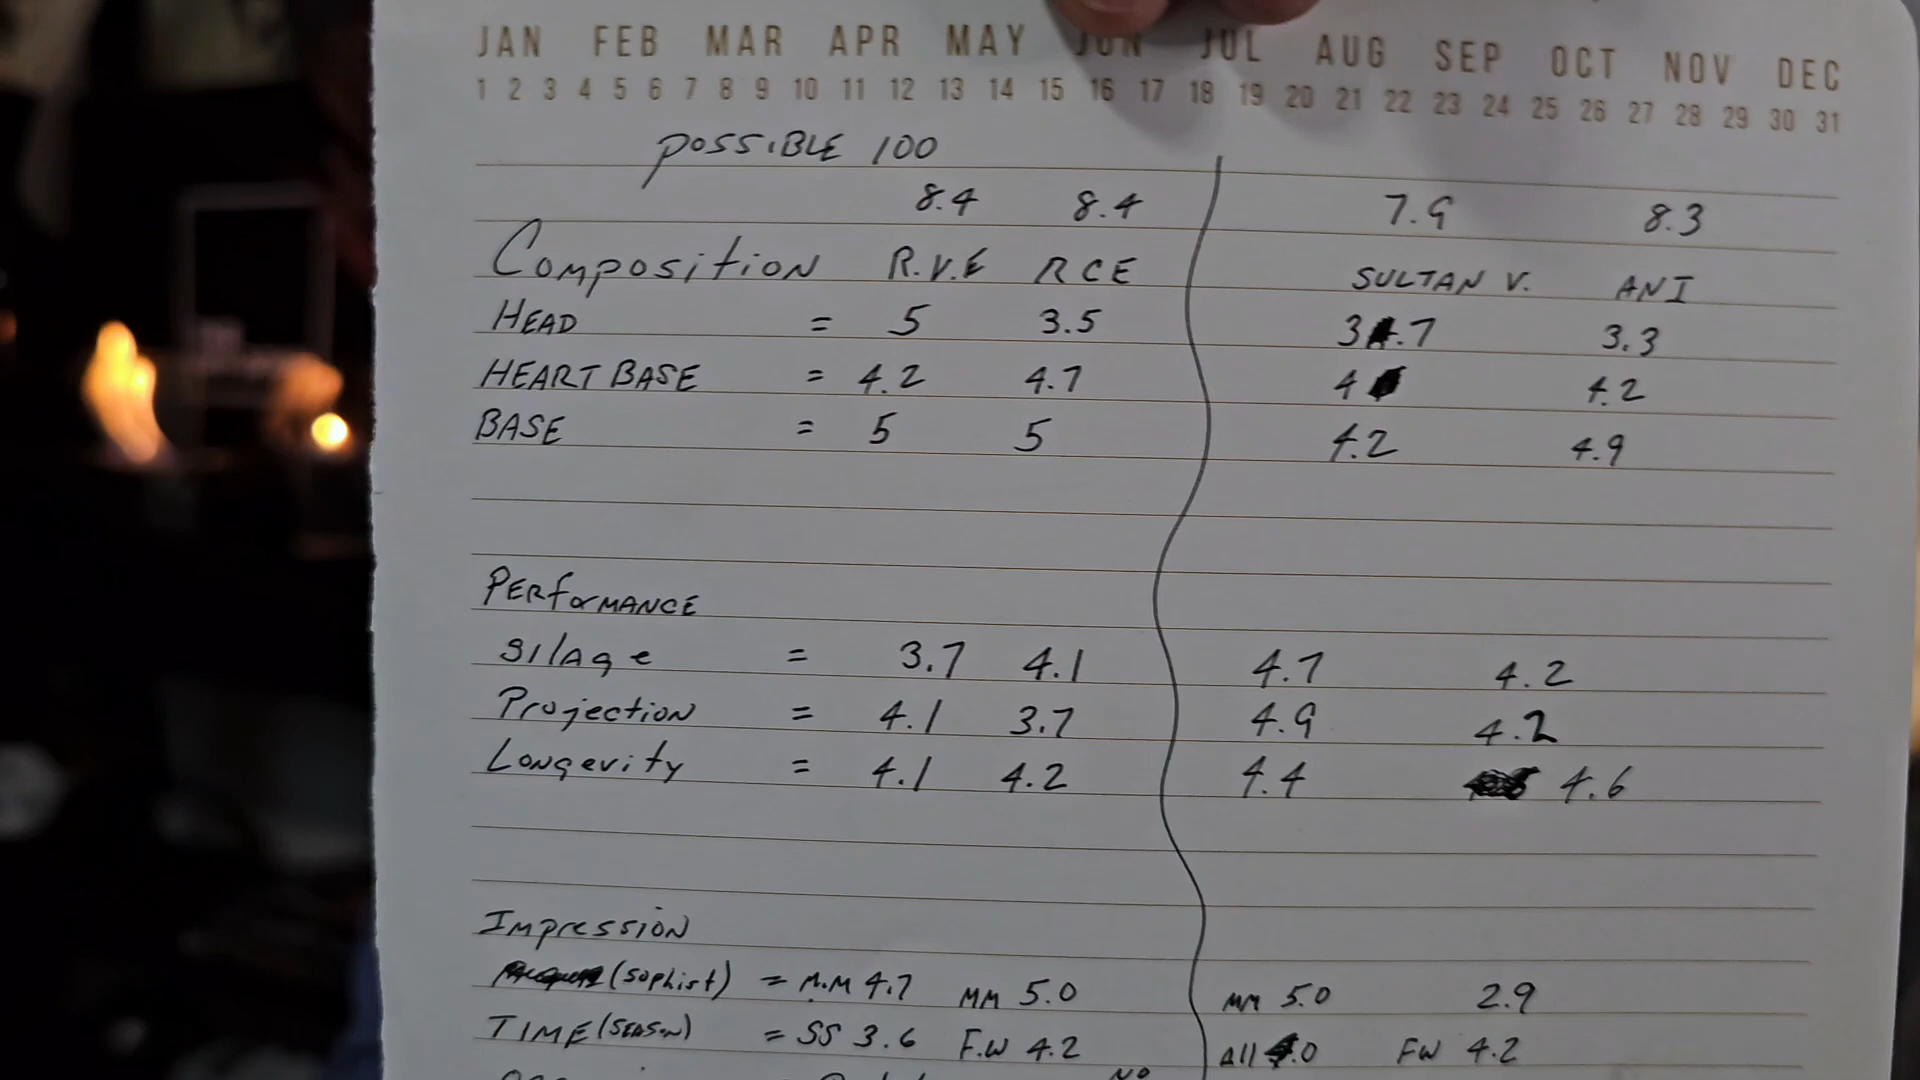 JAN FEB MAR APR MAY JUN JUL AUG SEP OCT NOV DEC
1 2 3 4 5 6 7 8 9 10 11 12 13 14 15 16 17 18 19 20 21 22 23 24 25 26 27 28 29 30 31
POSSIBLE 100
8.4 8.4 7.9 8.3
Composition R.V.E RCE SULTAN V. ANI
HEAD = 5 3.5 3.7 3.3
HEART BASE = 4.2 4.7 4 4.2
BASE = 5 5 4.2 4.9
PERFORMANCE
SILAGE = 3.7 4.1 4.7 4.2
Projection = 4.1 3.7 4.9 4.2
Longevity = 4.1 4.2 4.4 4.6
Impression
(sophist) = M.M 4.7 MM 5.0 MM 5.0 2.9
TIME (SEASON) = SS 3.6 F.W 4.2 All .0 FW 4.2